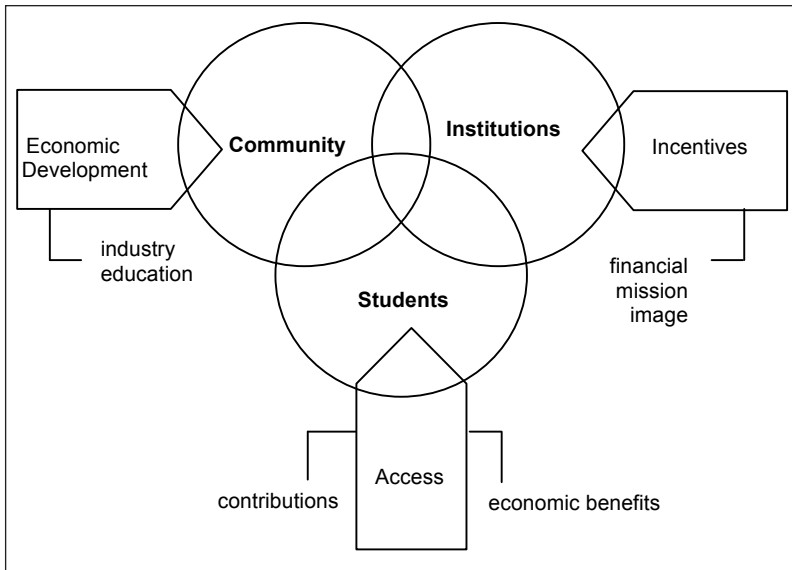 Community
Institutions
Economic
Development
Incentives
industry
education
financial
mission
image
Students
Access
contributions
economic benefits